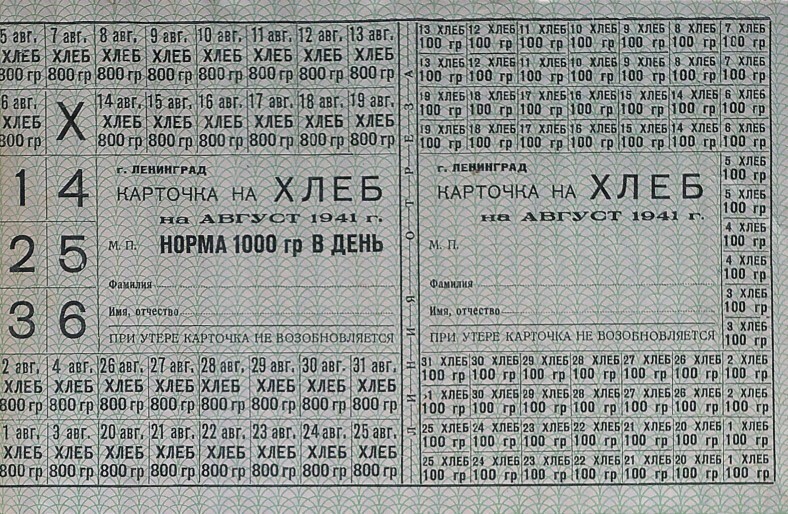 5 авг. 7 авг. 8 авг. 9 авг. 10 авг. 11 авг. 12 авг. 13 авг.
ХЛЕБ ХЛЕБ ХЛЕБ ХЛЕБ ХЛЕБ ХЛЕБ ХЛЕБ ХЛЕБ
800 гр 800 гр 800 гр 800 гр 800 гр 800 гр 800 гр 800 гр
6 авг. Х 14 авг. 15 авг. 16 авг. 17 авг. 18 авг. 19 авг.
ХЛЕБ ХЛЕБ ХЛЕБ ХЛЕБ ХЛЕБ ХЛЕБ ХЛЕБ
800 гр 800 гр 800 гр 800 гр 800 гр 800 гр 800 гр
1 4
2 5
3 6
г. ЛЕНИНГРАД
КАРТОЧКА НА ХЛЕБ
на АВГУСТ 1941 г.
М. П. НОРМА 1000 гр В ДЕНЬ
Фамилия
Имя, отчество
ПРИ УТЕРЕ КАРТОЧКА НЕ ВОЗОБНОВЛЯЕТСЯ
2 авг. 4 авг. 26 авг. 27 авг. 28 авг. 29 авг. 30 авг. 31 авг.
ХЛЕБ ХЛЕБ ХЛЕБ ХЛЕБ ХЛЕБ ХЛЕБ ХЛЕБ ХЛЕБ
800 гр 800 гр 800 гр 800 гр 800 гр 800 гр 800 гр 800 гр
1 авг. 3 авг. 20 авг. 21 авг. 22 авг. 23 авг. 24 авг. 25 авг.
ХЛЕБ ХЛЕБ ХЛЕБ ХЛЕБ ХЛЕБ ХЛЕБ ХЛЕБ ХЛЕБ
800 гр 800 гр 800 гр 800 гр 800 гр 800 гр 800 гр 800 гр
ЛИНИЯ ОТРЕЗА
13 ХЛЕБ 12 ХЛЕБ 11 ХЛЕБ 10 ХЛЕБ 9 ХЛЕБ 8 ХЛЕБ 7 ХЛЕБ
100 гр 100 гр 100 гр 100 гр 100 гр 100 гр 100 гр
13 ХЛЕБ 12 ХЛЕБ 11 ХЛЕБ 10 ХЛЕБ 9 ХЛЕБ 8 ХЛЕБ 7 ХЛЕБ
100 гр 100 гр 100 гр 100 гр 100 гр 100 гр 100 гр
19 ХЛЕБ 18 ХЛЕБ 17 ХЛЕБ 16 ХЛЕБ 15 ХЛЕБ 14 ХЛЕБ 6 ХЛЕБ
100 гр 100 гр 100 гр 100 гр 100 гр 100 гр 100 гр
19 ХЛЕБ 18 ХЛЕБ 17 ХЛЕБ 16 ХЛЕБ 15 ХЛЕБ 14 ХЛЕБ 6 ХЛЕБ
100 гр 100 гр 100 гр 100 гр 100 гр 100 гр 100 гр
г. ЛЕНИНГРАД
КАРТОЧКА НА ХЛЕБ
на АВГУСТ 1941 г.
М. П.
Фамилия
Имя, отчество
ПРИ УТЕРЕ КАРТОЧКА НЕ ВОЗОБНОВЛЯЕТСЯ
5 ХЛЕБ
100 гр
5 ХЛЕБ
100 гр
4 ХЛЕБ
100 гр
4 ХЛЕБ
100 гр
3 ХЛЕБ
100 гр
3 ХЛЕБ
100 гр
31 ХЛЕБ 30 ХЛЕБ 29 ХЛЕБ 28 ХЛЕБ 27 ХЛЕБ 26 ХЛЕБ 2 ХЛЕБ
100 гр 100 гр 100 гр 100 гр 100 гр 100 гр 100 гр
31 ХЛЕБ 30 ХЛЕБ 29 ХЛЕБ 28 ХЛЕБ 27 ХЛЕБ 26 ХЛЕБ 2 ХЛЕБ
100 гр 100 гр 100 гр 100 гр 100 гр 100 гр 100 гр
25 ХЛЕБ 24 ХЛЕБ 23 ХЛЕБ 22 ХЛЕБ 21 ХЛЕБ 20 ХЛЕБ 1 ХЛЕБ
100 гр 100 гр 100 гр 100 гр 100 гр 100 гр 100 гр
25 ХЛЕБ 24 ХЛЕБ 23 ХЛЕБ 22 ХЛЕБ 21 ХЛЕБ 20 ХЛЕБ 1 ХЛЕБ
100 гр 100 гр 100 гр 100 гр 100 гр 100 гр 100 гр